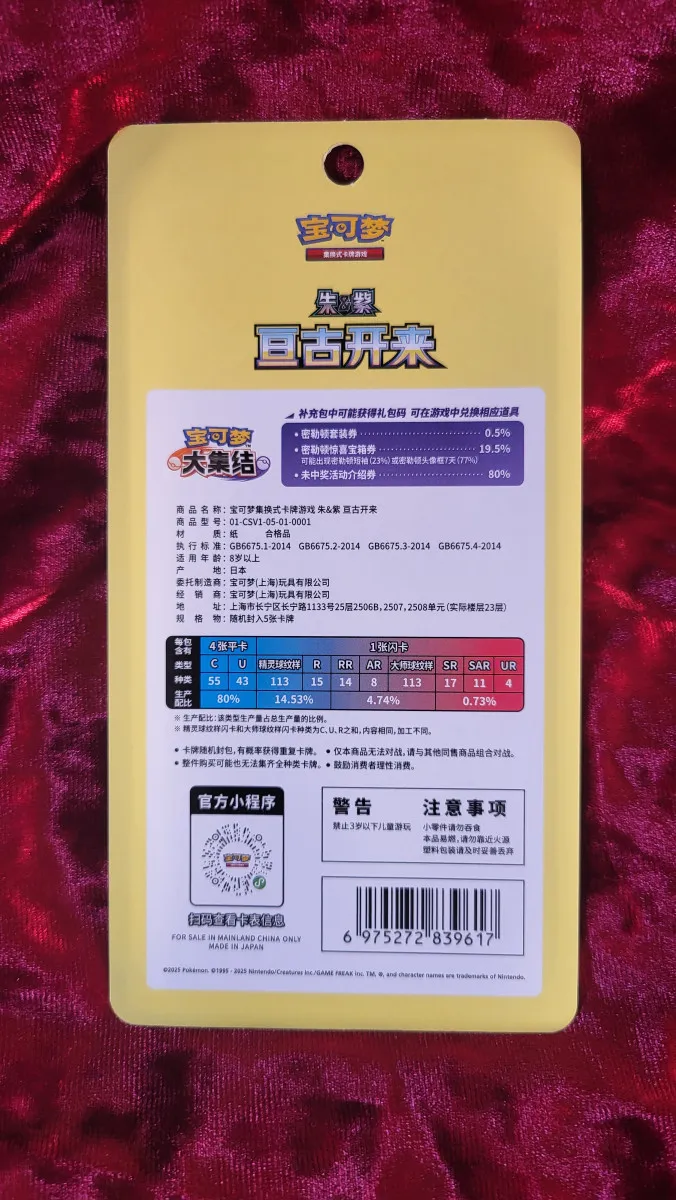 宝可梦
集换式卡牌游戏
朱&紫
亘古开来
补充包中可能获得礼包码 可在游戏中兑换相应道具
宝可梦
大集结
•密勒顿套装券 0.5%
•密勒顿惊喜宝箱券 19.5%
可能出现密勒顿短袖(23%)或密勒顿头像框7天(77%)
•未中奖活动介绍券 80%
商品名称：宝可梦集换式卡牌游戏 朱&紫 亘古开来
商品型号：01-CSV1-05-01-0001
材质：纸 合格品
执行标准：GB6675.1-2014 GB6675.2-2014 GB6675.3-2014 GB6675.4-2014
适用年龄：8岁以上
产地：日本
委托制造商：宝可梦(上海)玩具有限公司
经销商：宝可梦(上海)玩具有限公司
地址：上海市长宁区长宁路1133号25层2506B,2507,2508单元(实际楼层23层)
规格物：随机封入5张卡牌
每包含有 4张平卡 1张闪卡
类型 C U 精灵球纹样 R RR AR 大师球纹样 SR SAR UR
种类 55 43 113 15 14 8 113 17 11 4
生产配比 80% 14.53% 4.74% 0.73%
※ 生产配比：该类型生产量占总生产量的比例。
※ 精灵球纹样闪卡和大师球纹样闪卡种类为C、U、R之和,内容相同,加工不同。
• 卡牌随机封包,有概率获得重复卡牌。 • 仅本商品无法对战,请与其他同售商品组合对战。
• 整件购买可能也无法集齐全种类卡牌。 • 鼓励消费者理性消费。
官方小程序
宝可梦
扫码查看卡表信息
FOR SALE IN MAINLAND CHINA ONLY
MADE IN JAPAN
警告
禁止3岁以下儿童游玩
注意事项
小零件请勿吞食
本品易燃,请勿靠近火源
塑料包装请及时妥善丢弃
6 975272 839617
©2025 Pokémon. ©1995 - 2025 Nintendo/Creatures Inc./GAME FREAK inc. TM, ®, and character names are trademarks of Nintendo.